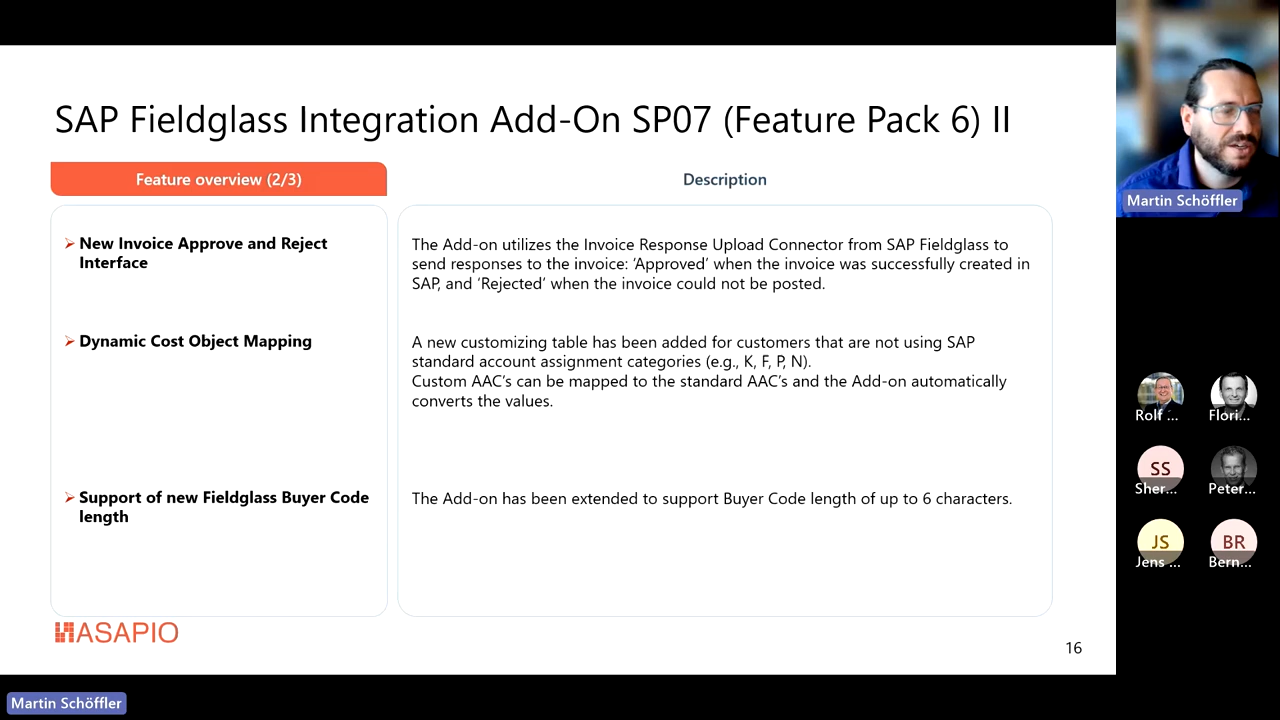 SAP Fieldglass Integration Add-On SP07 (Feature Pack 6) II
Feature overview (2/3)
Description
New Invoice Approve and Reject
Interface
The Add-on utilizes the Invoice Response Upload Connector from SAP Fieldglass to
send responses to the invoice: ‘Approved’ when the invoice was successfully created in
SAP, and ‘Rejected’ when the invoice could not be posted.
Dynamic Cost Object Mapping
A new customizing table has been added for customers that are not using SAP
standard account assignment categories (e.g., K, F, P, N).
Custom AAC’s can be mapped to the standard AAC’s and the Add-on automatically
converts the values.
Support of new Fieldglass Buyer Code
length
The Add-on has been extended to support Buyer Code length of up to 6 characters.
ASAPIO
16
Martin Schöffler
Rolf ...
Flori...
SS
Sher...
Peter...
JS
Jens ...
BR
Bern...
Martin Schöffler